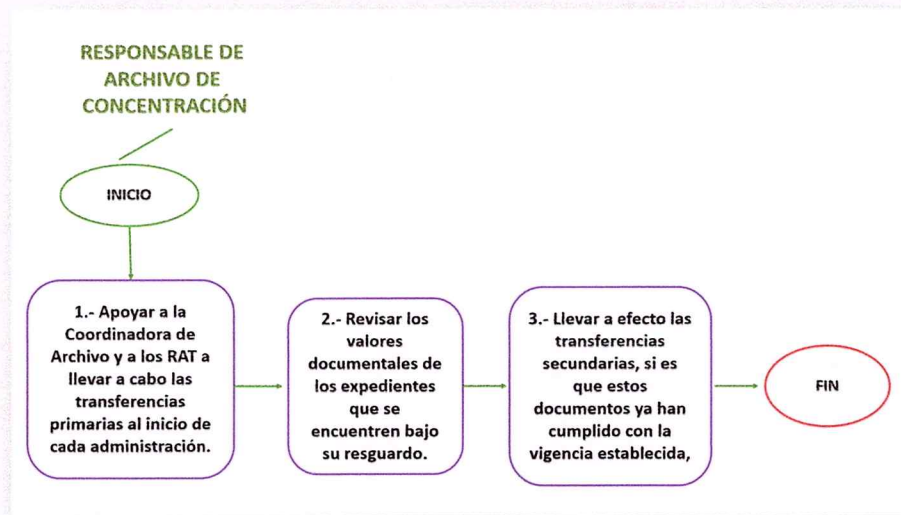 RESPONSABLE DE
ARCHIVO DE
CONCENTRACIÓN
INICIO
1.- Apoyar a la
Coordinadora de
Archivo y a los RAT a
llevar a cabo las
transferencias
primarias al inicio de
cada administración.
2.- Revisar los
valores
documentales de
los expedientes
que se
encuentren bajo
su resguardo.
3.- Llevar a efecto las
transferencias
secundarias, si es
que estos
documentos ya han
cumplido con la
vigencia establecida,
FIN